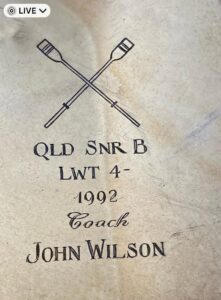 LIVE
QLD SNR B
LWT 4-
1992
Coach
JOHN WILSON